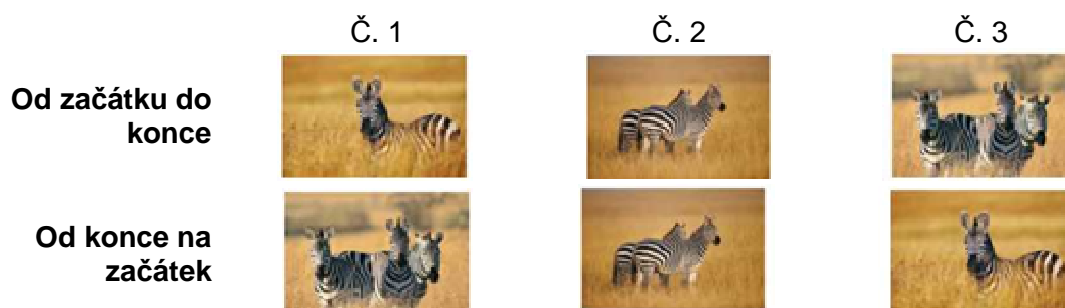 Č. 1
Č. 2
Č. 3
Od začátku do
konce
Od konce na
začátek